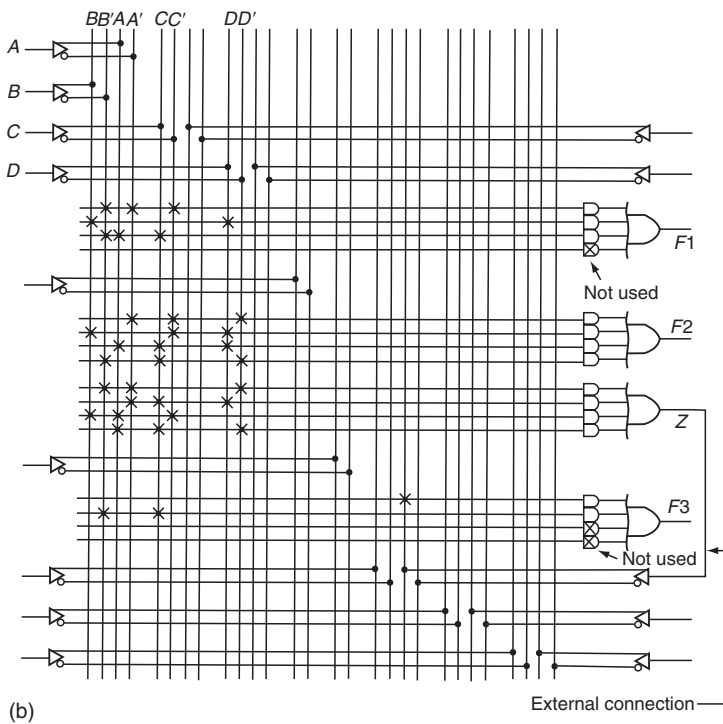 BB'AA' CC' DD'
A
B
C
D
F1
Not used
F2
Z
F3
Not used
(b)
External connection